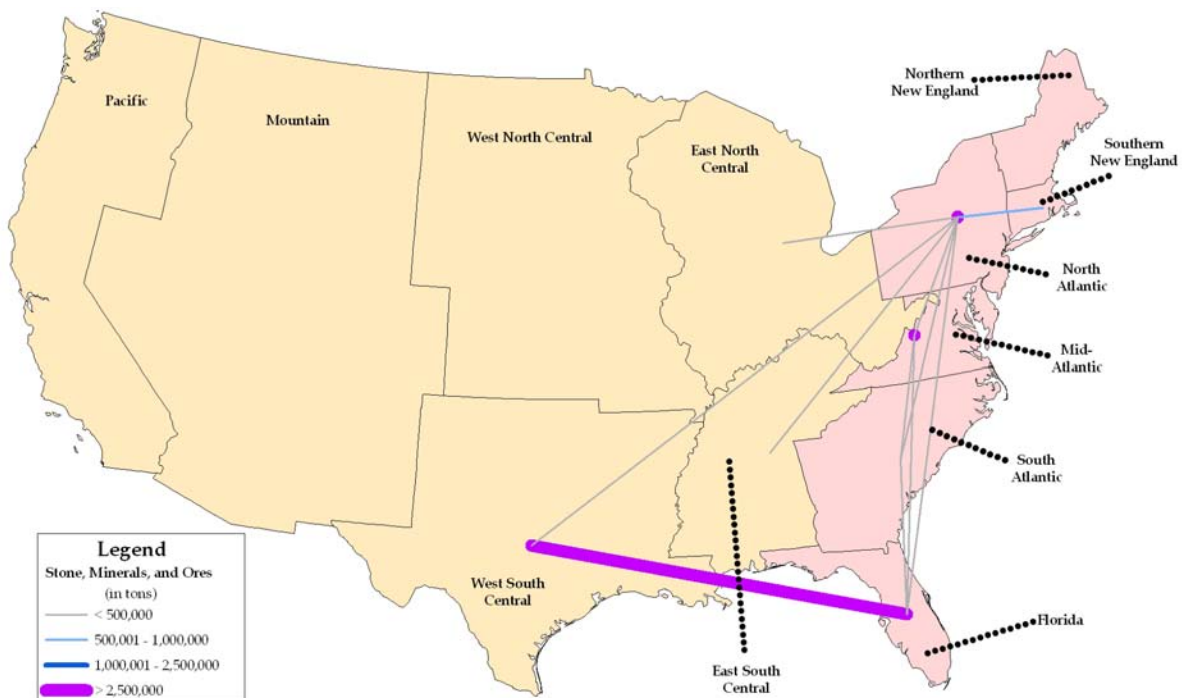 Pacific
Mountain
West North Central
East North
Central
Northern
New England
Southern
New England
North
Atlantic
Mid-
Atlantic
South
Atlantic
Florida
East South
Central
West South
Central
Legend
Stone, Minerals, and Ores
(in tons)
< 500,000
500,001 - 1,000,000
1,000,001 - 2,500,000
> 2,500,000